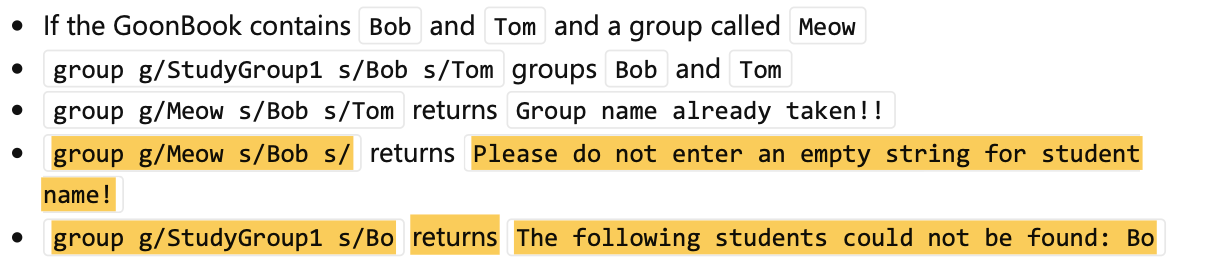 If the GoonBook contains Bob and Tom and a group called Meow
group g/StudyGroup1 s/Bob s/Tom groups Bob and Tom
group g/Meow s/Bob s/Tom returns Group name already taken!!
group g/Meow s/Bob s/ returns Please do not enter an empty string for student
name!
group g/StudyGroup1 s/Bo returns The following students could not be found: Bo